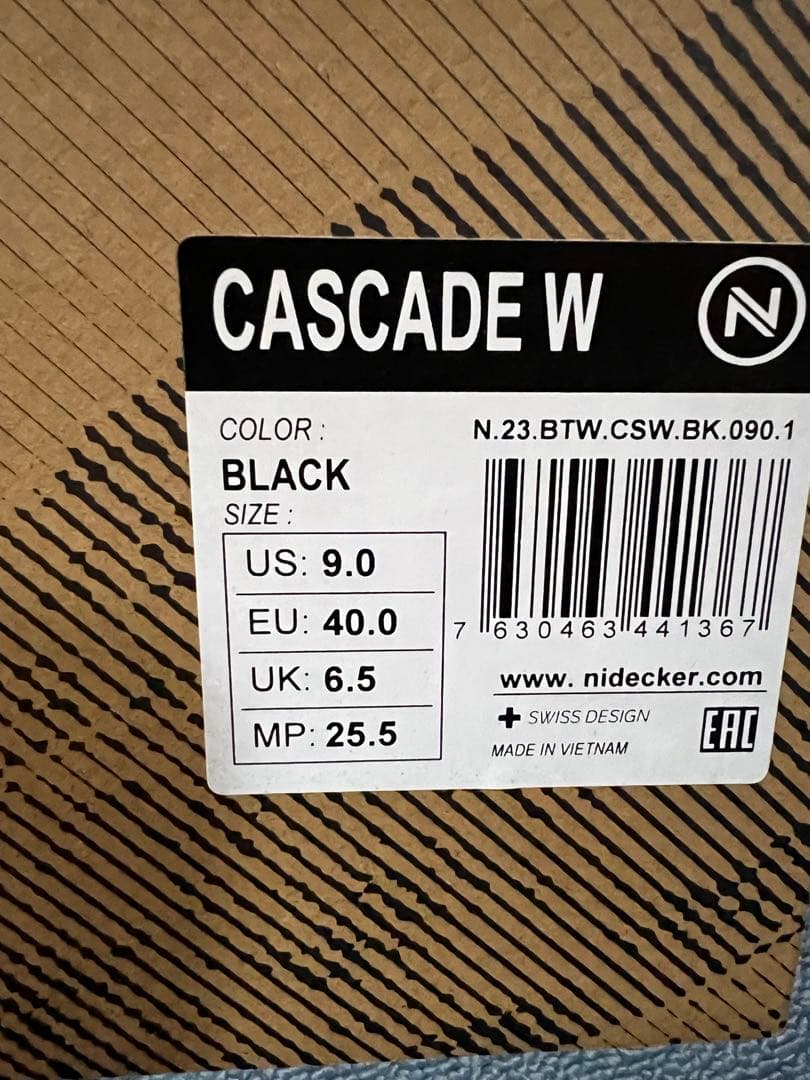 CASCADE W
N
COLOR :
BLACK
SIZE :
US: 9.0
EU: 40.0
UK: 6.5
MP: 25.5
N.23.BTW.CSW.BK.090.1
7 630463 441367
www. nidecker.com
SWISS DESIGN
MADE IN VIETNAM
EAC